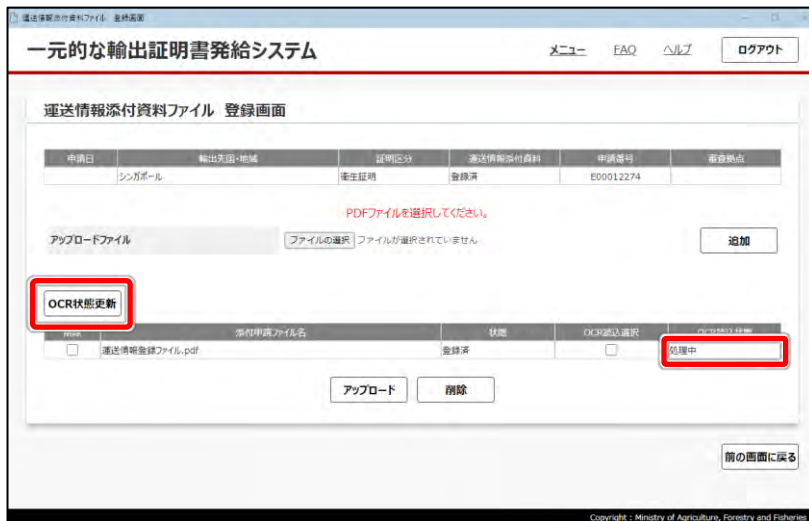 運送情報添付資料ファイル 登録画面
一元的な輸出証明書発給システム
メニュー FAQ ヘルプ ログアウト
運送情報添付資料ファイル 登録画面
申請日 輸出先国・地域 証明区分 運送情報添付資料 申請番号 審査拠点
シンガポール 衛生証明 登録済 E00012274
PDFファイルを選択してください。
アップロードファイル ファイルの選択 ファイルが選択されていません 追加
OCR状態更新
削除 添付申請ファイル名 状態 OCR読込選択 OCR読込状態
運送情報登録ファイル.pdf 登録済 処理中
アップロード 削除
前の画面に戻る
Copyright : Ministry of Agriculture, Forestry and Fisheries